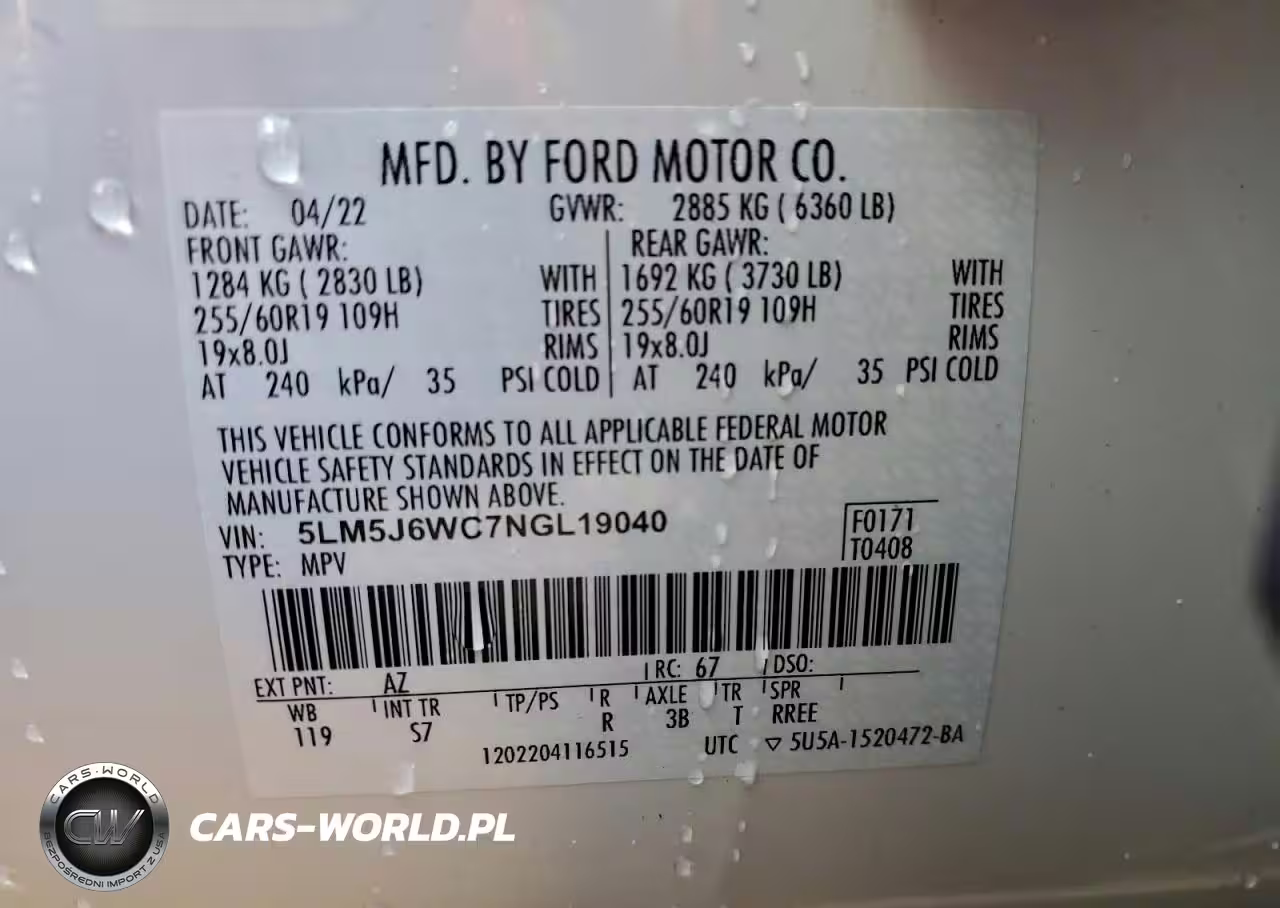 MFD. BY FORD MOTOR CO.
DATE: 04/22 GVWR: 2885 KG ( 6360 LB)
FRONT GAWR: REAR GAWR:
1284 KG ( 2830 LB) WITH 1692 KG ( 3730 LB) WITH
255/60R19 109H TIRES 255/60R19 109H TIRES
19x8.0J RIMS 19x8.0J RIMS
AT 240 kPa/ 35 PSI COLD AT 240 kPa/ 35 PSI COLD
THIS VEHICLE CONFORMS TO ALL APPLICABLE FEDERAL MOTOR
VEHICLE SAFETY STANDARDS IN EFFECT ON THE DATE OF
MANUFACTURE SHOWN ABOVE.
VIN: 5LM5J6WC7NGL19040 F0171
TYPE: MPV T0408
EXT PNT: AZ RC: 67 DSO:
WB INT TR TP/PS R AXLE TR SPR
119 S7 R 3B T RREE
1202204116515 UTC ▽ 5U5A-1520472-BA
CARS-WORLD
CW
BEZPOŚREDNI IMPORT Z USA
CARS-WORLD.PL